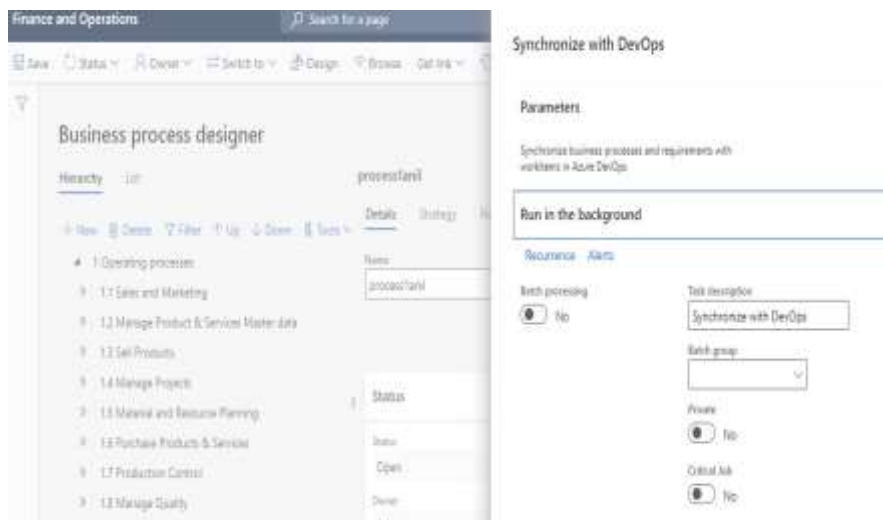 Finance and Operations
Search for a page
Save Status Owner Switch to Design Browse Get link
Business process designer
Hierarchy List
New Delete Filter Up Down Tools
1 Operating processes
1.1 Sales and Marketing
1.2 Manage Product & Services Master data
1.3 Sell Products
1.4 Manage Projects
1.5 Material and Resource Planning
1.6 Purchase Products & Services
1.7 Production Control
1.8 Manage Quality
Details Strategy
Name
Status
Status
Open
Owner
Synchronize with DevOps
Parameters
Synchronize business processes and requirements with
workitems in Azure DevOps
Run in the background
Recurrence Alerts
Batch processing
No
Task description
Synchronize with DevOps
Batch group
Private
No
Critical Job
No